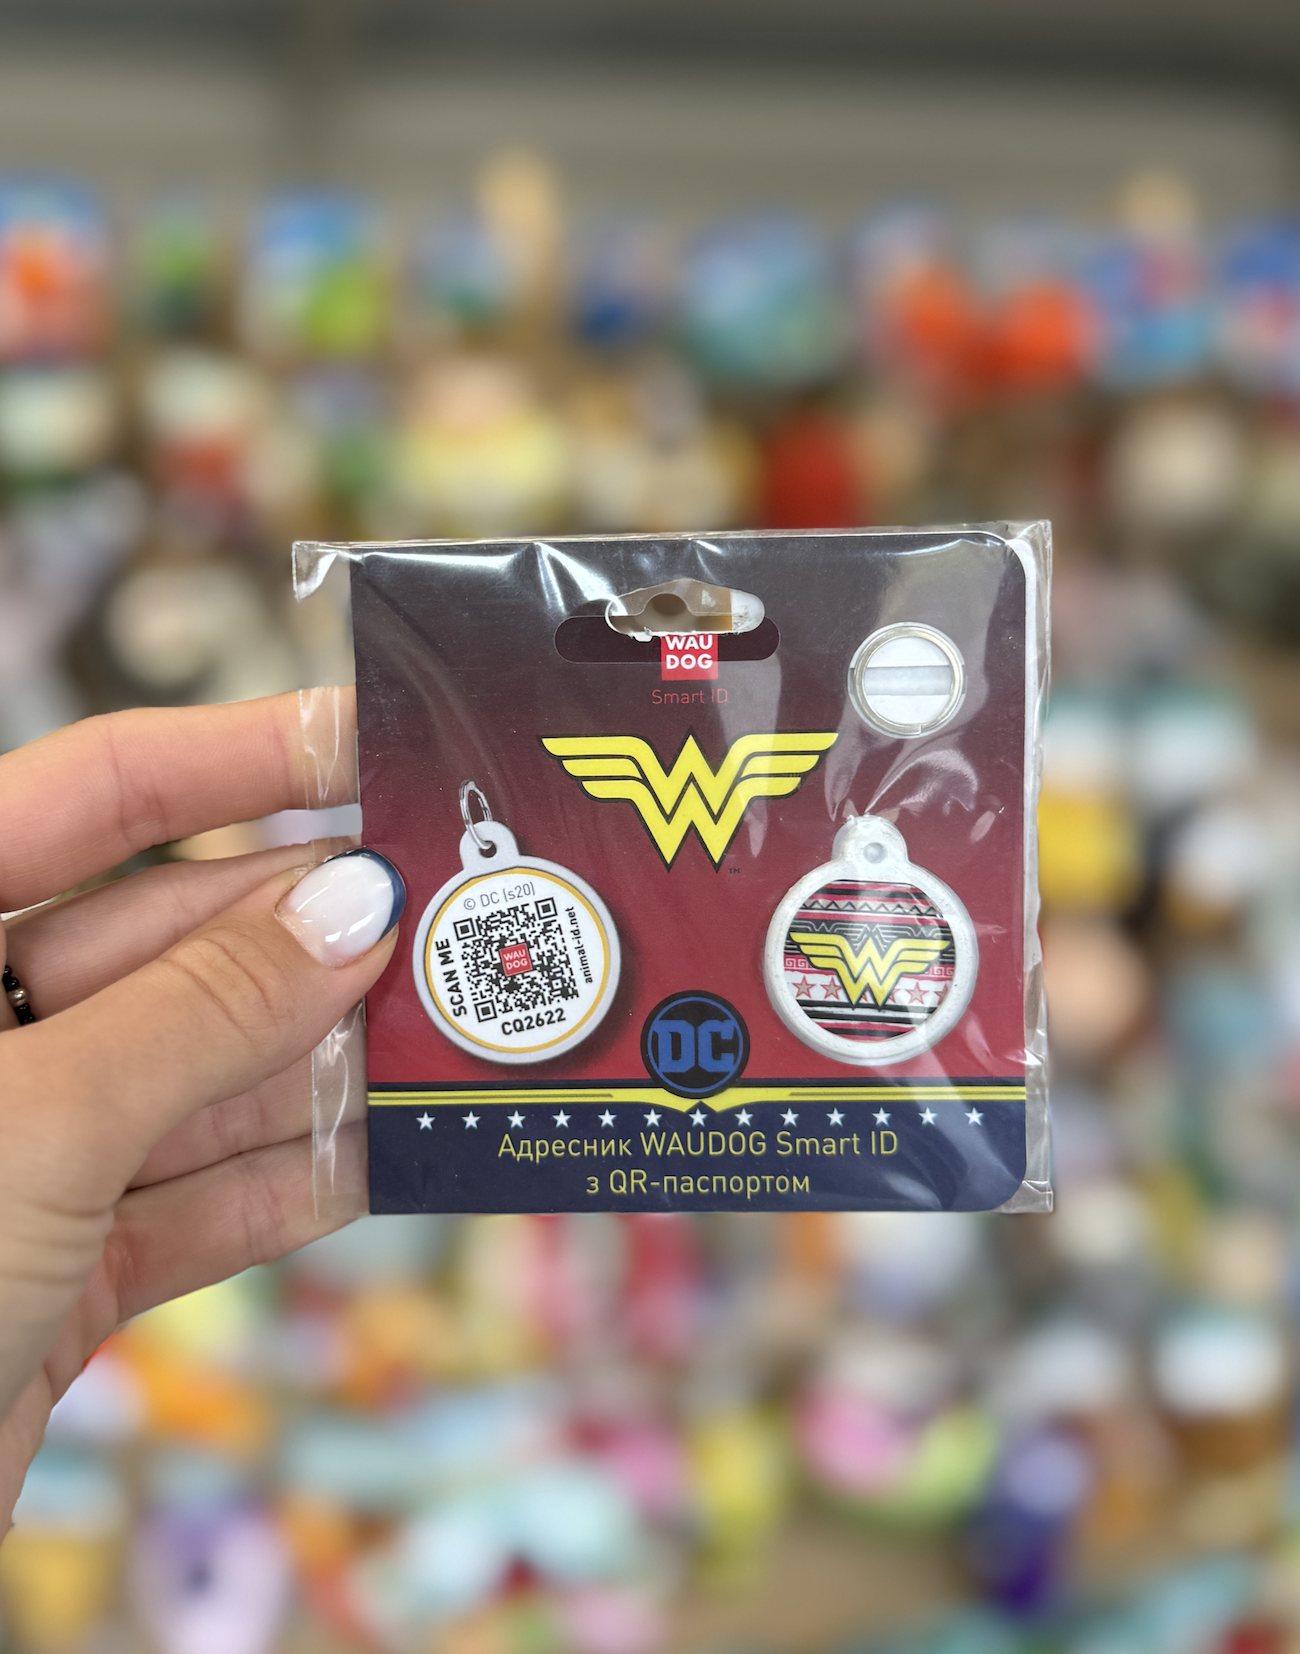 WAU
DOG
Smart ID
W
™
© DC (s20)
SCAN ME
WAU
DOG
animal-id.net
CQ2622
W
DC
Адресник WAUDOG Smart ID
з QR-паспортом